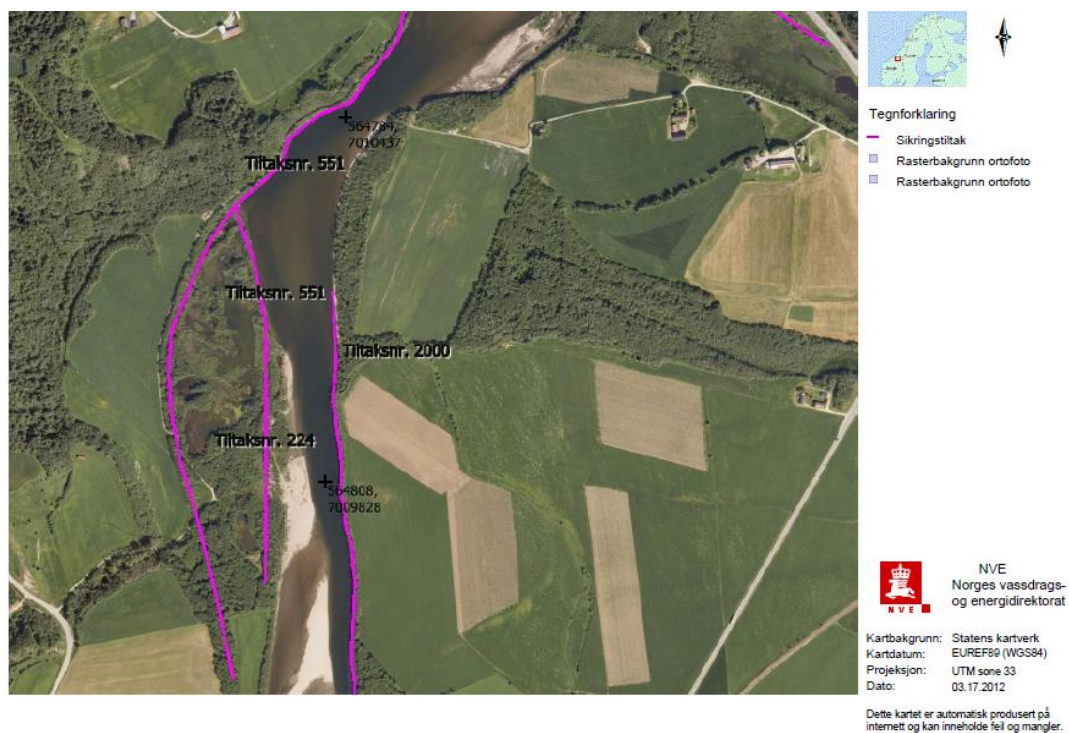 564784,
7010437
Tiltaksnr. 551
Tiltaksnr. 551
Tiltaksnr. 2000
Tiltaksnr. 224
564808,
7009828
Tegnforklaring
Sikringstiltak
Rasterbakgrunn ortofoto
Rasterbakgrunn ortofoto
NVE
NVE
Norges vassdrags-
og energidirektorat
Kartbakgrunn: Statens kartverk
Kartdatum: EUREF89 (WGS84)
Projeksjon: UTM sone 33
Dato: 03.17.2012
Dette kartet er automatisk produsert på
internett og kan inneholde feil og mangler.